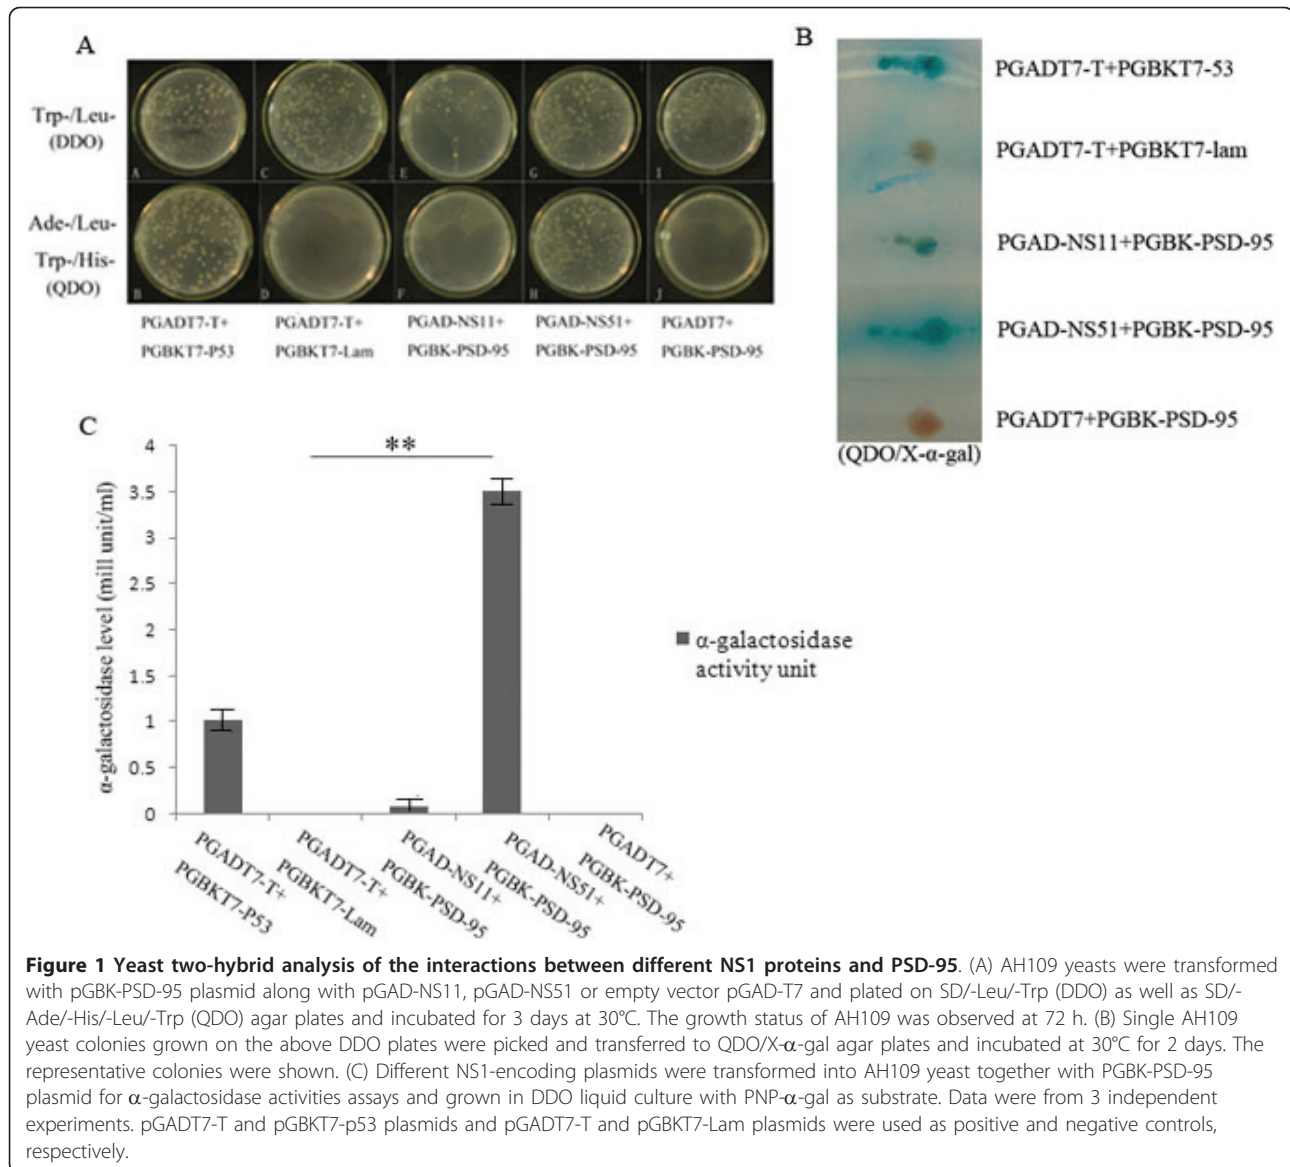 A
Trp-/Leu-
(DDO)
A C E G I
Ade-/Leu-
Trp-/His-
(QDO)
B D F H J
PGADT7-T+ PGADT7-T+ PGAD-NS11+ PGAD-NS51+ PGADT7+
PGBKT7-P53 PGBKT7-Lam PGBK-PSD-95 PGBK-PSD-95 PGBK-PSD-95
B
PGADT7-T+PGBKT7-53
PGADT7-T+PGBKT7-lam
PGAD-NS11+PGBK-PSD-95
PGAD-NS51+PGBK-PSD-95
PGADT7+PGBK-PSD-95
(QDO/X-α-gal)
C
α-galactosidase level (mill unit/ml)
4
3.5
3
2.5
2
1.5
1
0.5
0
**
α-galactosidase
activity unit
PGADT7-T+
PGBKT7-P53
PGADT7-T+
PGBKT7-Lam
PGAD-NS11+
PGBK-PSD-95
PGAD-NS51+
PGBK-PSD-95
PGADT7+
PGBK-PSD-95
Figure 1 Yeast two-hybrid analysis of the interactions between different NS1 proteins and PSD-95. (A) AH109 yeasts were transformed
with pGBK-PSD-95 plasmid along with pGAD-NS11, pGAD-NS51 or empty vector pGAD-T7 and plated on SD/-Leu/-Trp (DDO) as well as SD/-
Ade/-His/-Leu/-Trp (QDO) agar plates and incubated for 3 days at 30°C. The growth status of AH109 was observed at 72 h. (B) Single AH109
yeast colonies grown on the above DDO plates were picked and transferred to QDO/X-α-gal agar plates and incubated at 30°C for 2 days. The
representative colonies were shown. (C) Different NS1-encoding plasmids were transformed into AH109 yeast together with PGBK-PSD-95
plasmid for α-galactosidase activities assays and grown in DDO liquid culture with PNP-α-gal as substrate. Data were from 3 independent
experiments. pGADT7-T and pGBKT7-p53 plasmids and pGADT7-T and pGBKT7-Lam plasmids were used as positive and negative controls,
respectively.